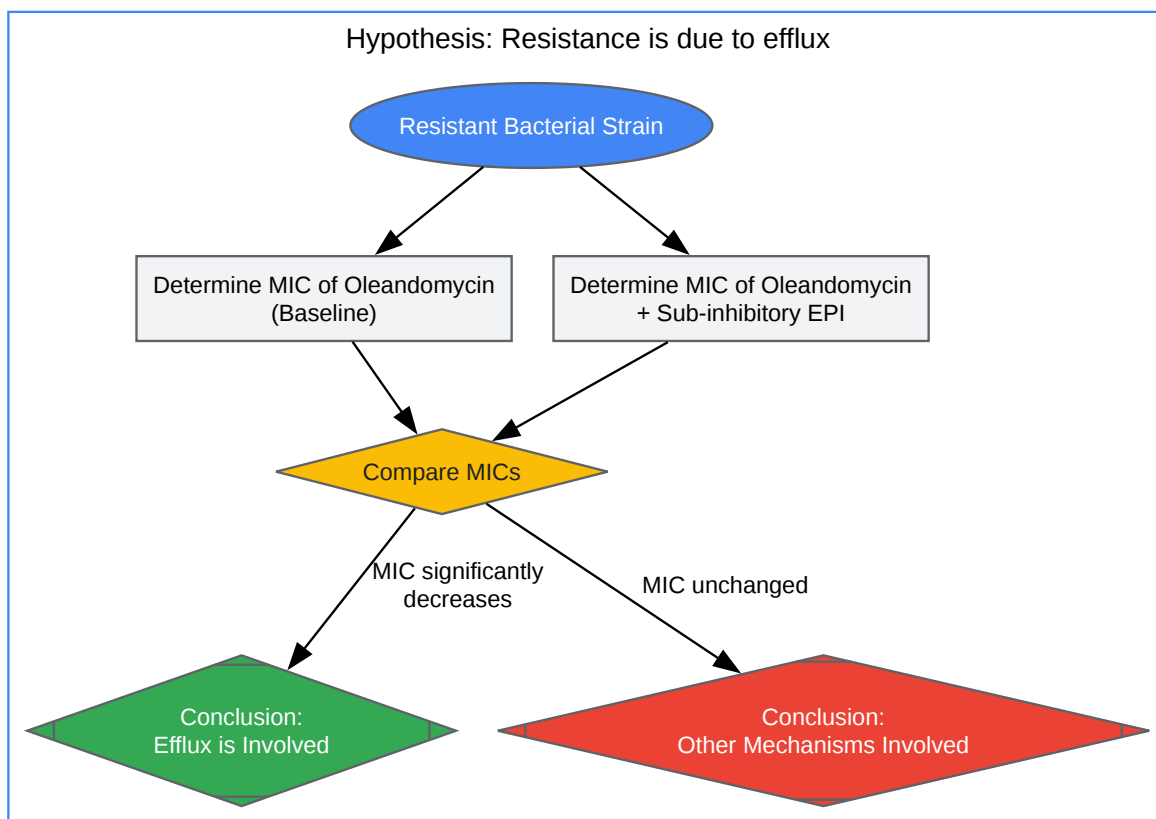 Hypothesis: Resistance is due to efflux
Resistant Bacterial Strain
Determine MIC of Oleandomycin
(Baseline)
Determine MIC of Oleandomycin
+ Sub-inhibitory EPI
Compare MICs
MIC significantly
decreases
MIC unchanged
Conclusion:
Efflux is Involved
Conclusion:
Other Mechanisms Involved